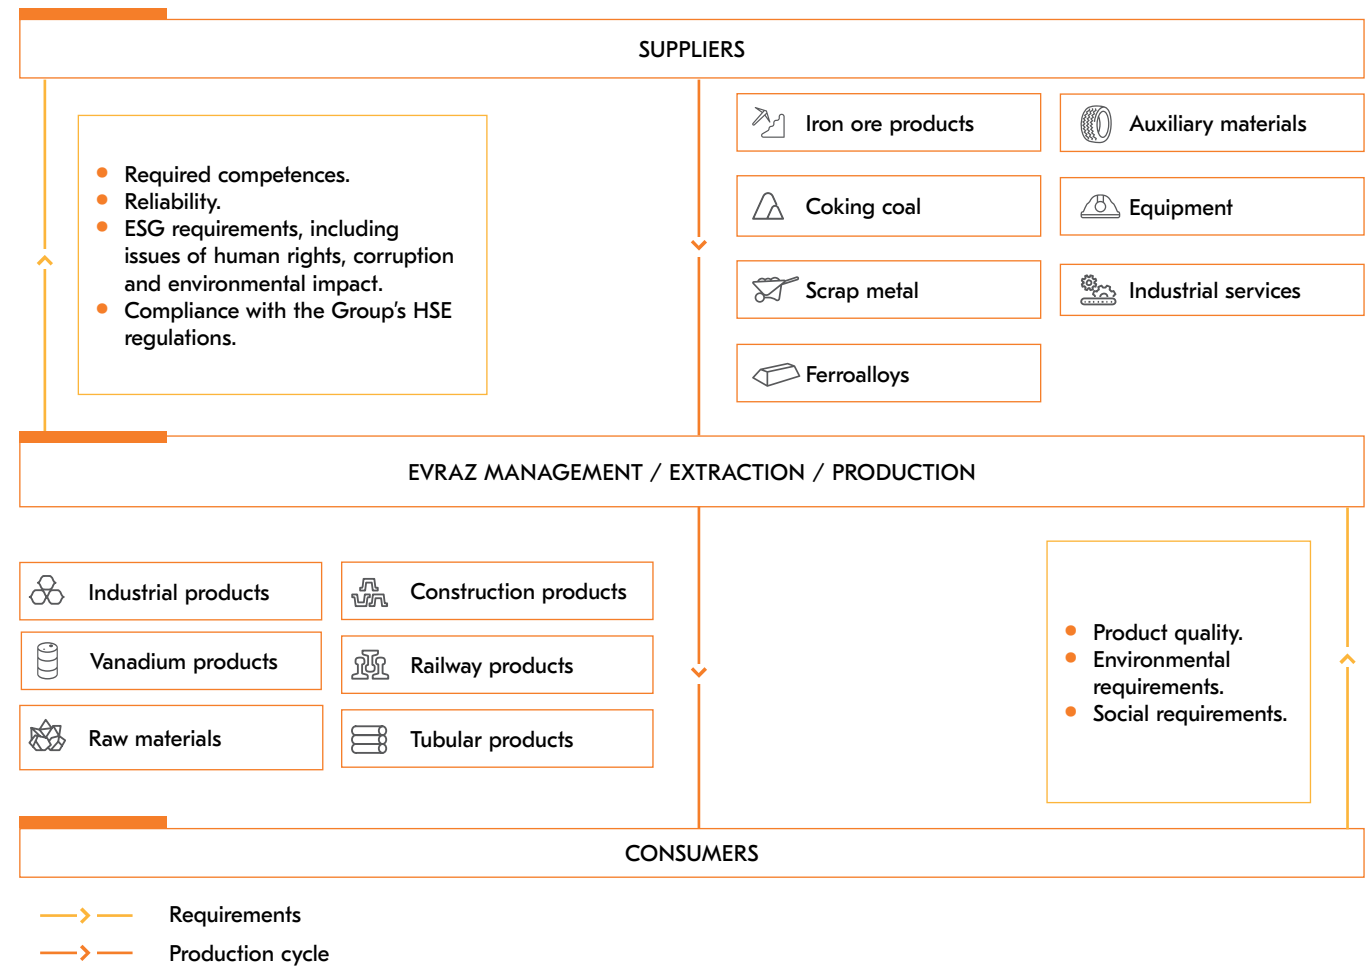 SUPPLIERS
Required competences.
Reliability.
ESG requirements, including
issues of human rights, corruption
and environmental impact.
Compliance with the Group’s HSE
regulations.
Iron ore products
Auxiliary materials
Coking coal
Equipment
Scrap metal
Industrial services
Ferroalloys
EVRAZ MANAGEMENT / EXTRACTION / PRODUCTION
Industrial products
Construction products
Vanadium products
Railway products
Raw materials
Tubular products
Product quality.
Environmental
requirements.
Social requirements.
CONSUMERS
Requirements
Production cycle